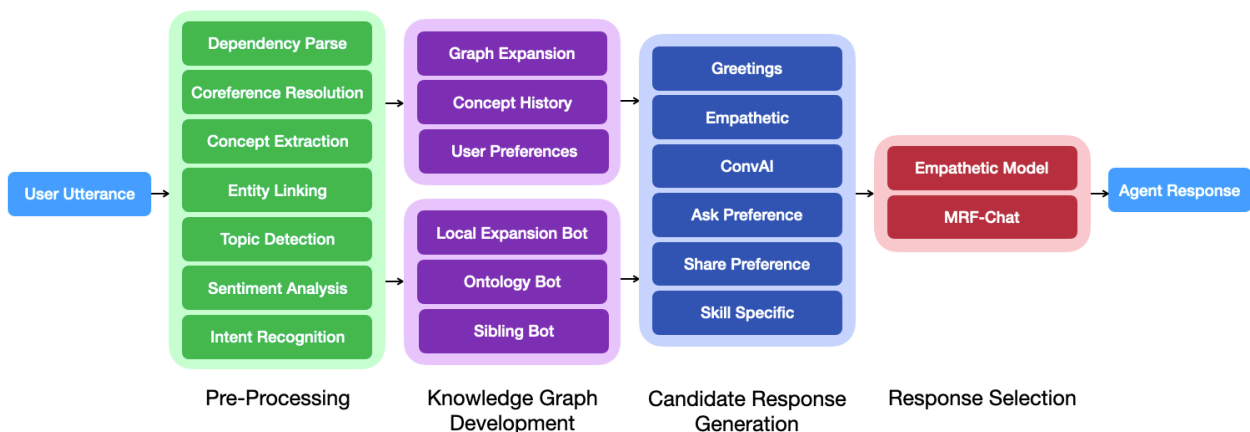 User Utterance
Dependency Parse
Coreference Resolution
Concept Extraction
Entity Linking
Topic Detection
Sentiment Analysis
Intent Recognition
Pre-Processing
Graph Expansion
Concept History
User Preferences
Local Expansion Bot
Ontology Bot
Sibling Bot
Knowledge Graph
Development
Greetings
Empathetic
ConvAI
Ask Preference
Share Preference
Skill Specific
Candidate Response
Generation
Empathetic Model
MRF-Chat
Response Selection
Agent Response